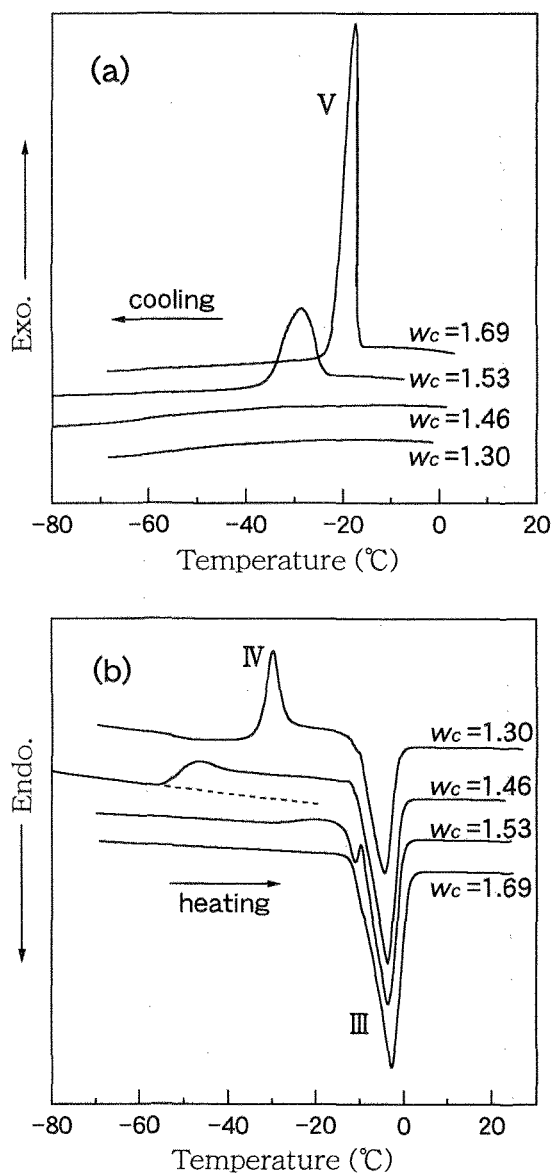 (a)
V
Exo.
cooling
wc=1.69
wc=1.53
wc=1.46
wc=1.30
−80 −60 −40 −20 0 20
Temperature (℃)
(b)
Ⅳ
Endo.
wc=1.30
wc=1.46
wc=1.53
wc=1.69
heating
Ⅲ
−80 −60 −40 −20 0 20
Temperature (℃)